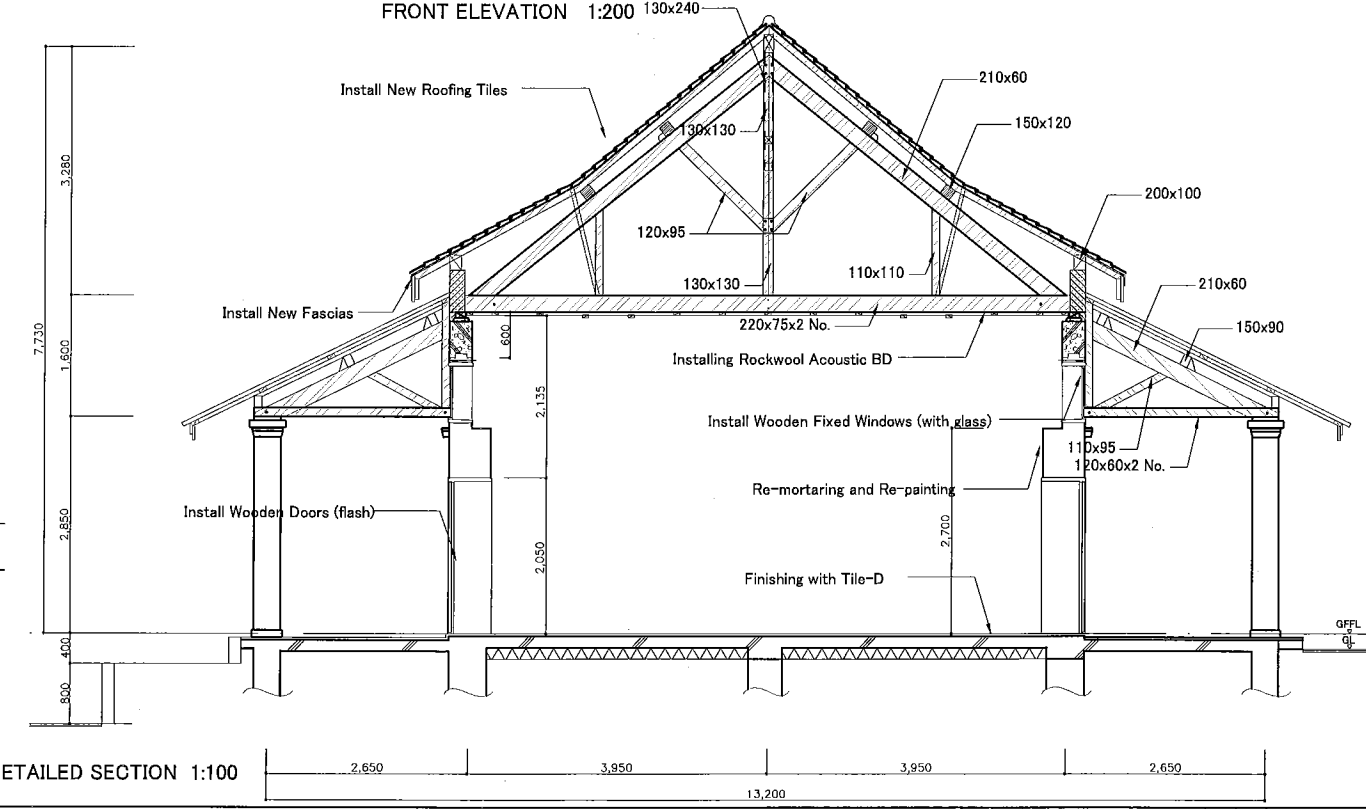 FRONT ELEVATION 1:200
130x240
Install New Roofing Tiles
210x60
130x130
150x120
3,280
200x100
120x95
110x110
130x130
210x60
Install New Fascias
220x75x2 No.
600
150x90
7,730
1,600
Installing Rockwool Acoustic BD
2,135
Install Wooden Fixed Windows (with glass)
110x95
120x60x2 No.
Re-mortaring and Re-painting
Install Wooden Doors (flash)
2,850
2,700
2,050
Finishing with Tile-D
GFFL
GL
400
800
ETAILED SECTION 1:100
2,650
3,950
3,950
2,650
13,200